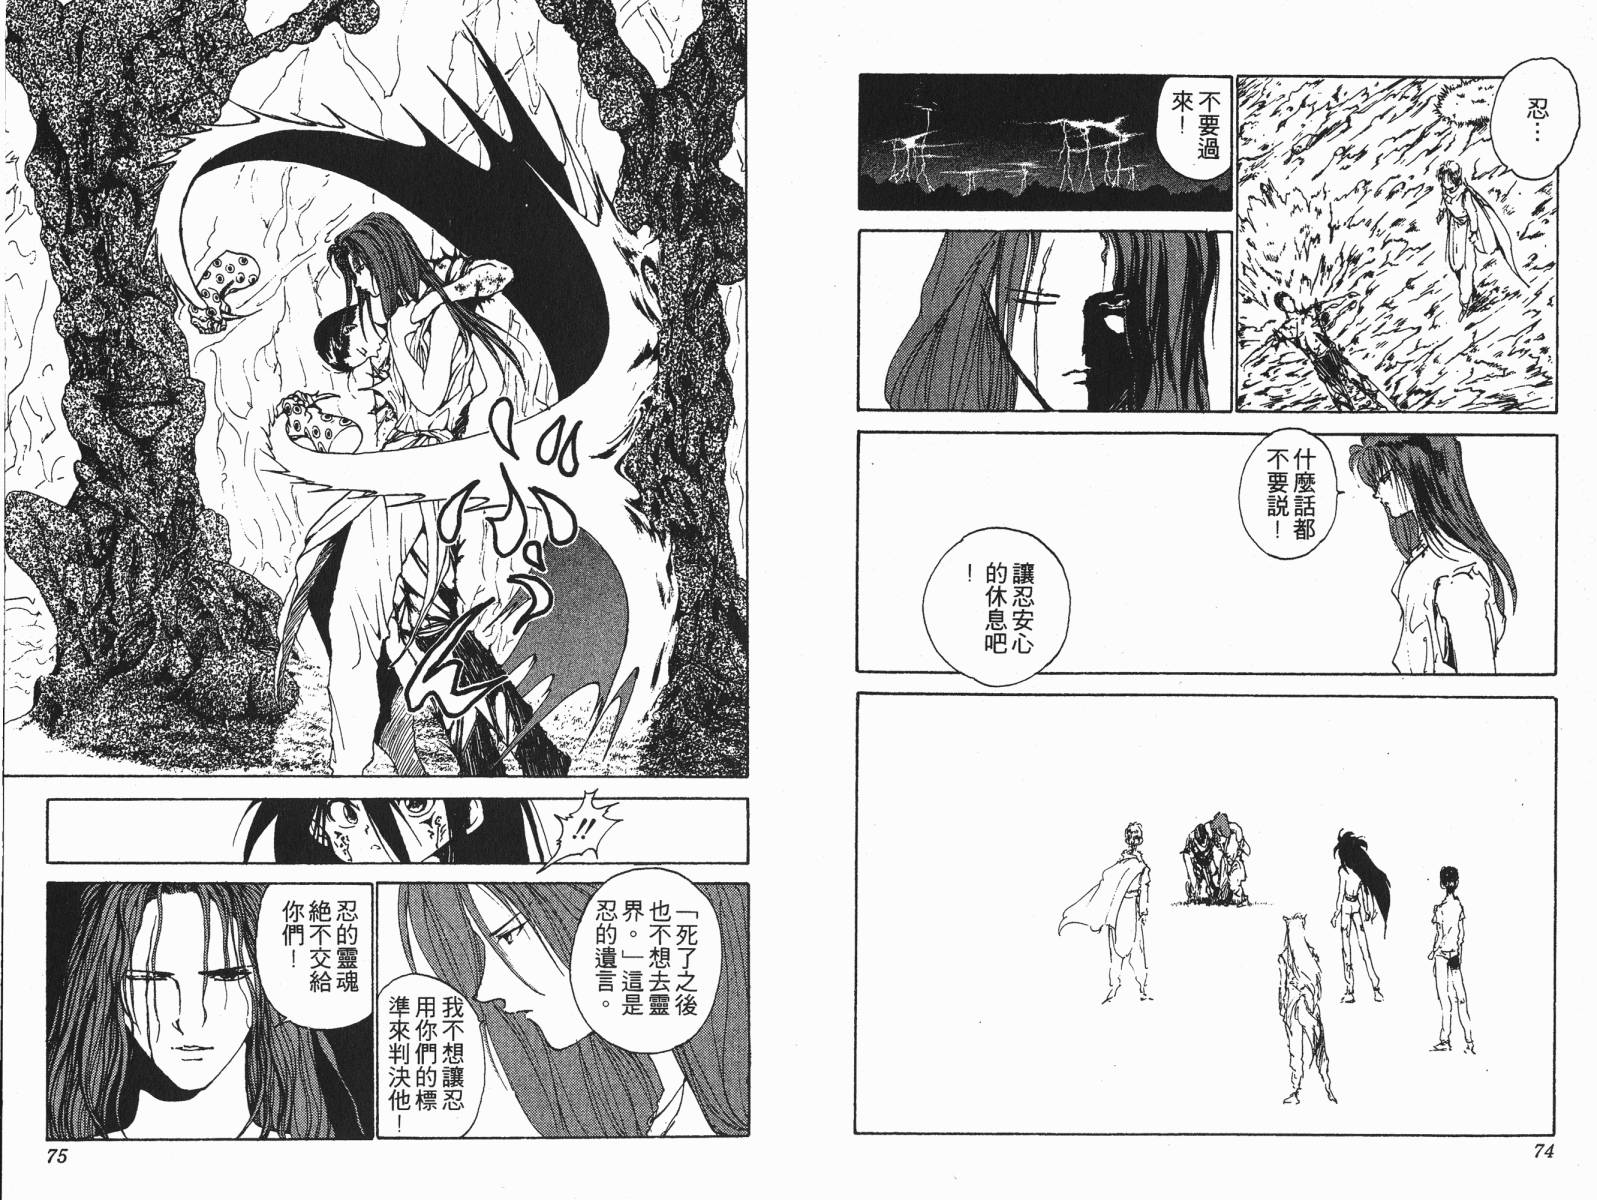 忍…
不要過
來！
什麼話都
不要說！
讓忍安心
的休息吧
！
74
「死了之後
也不想去靈
界。」這是
忍的遺言。
我不想讓忍
用你們的標
準來判決他！
忍的靈魂
絕不交給
你們！
!!
75